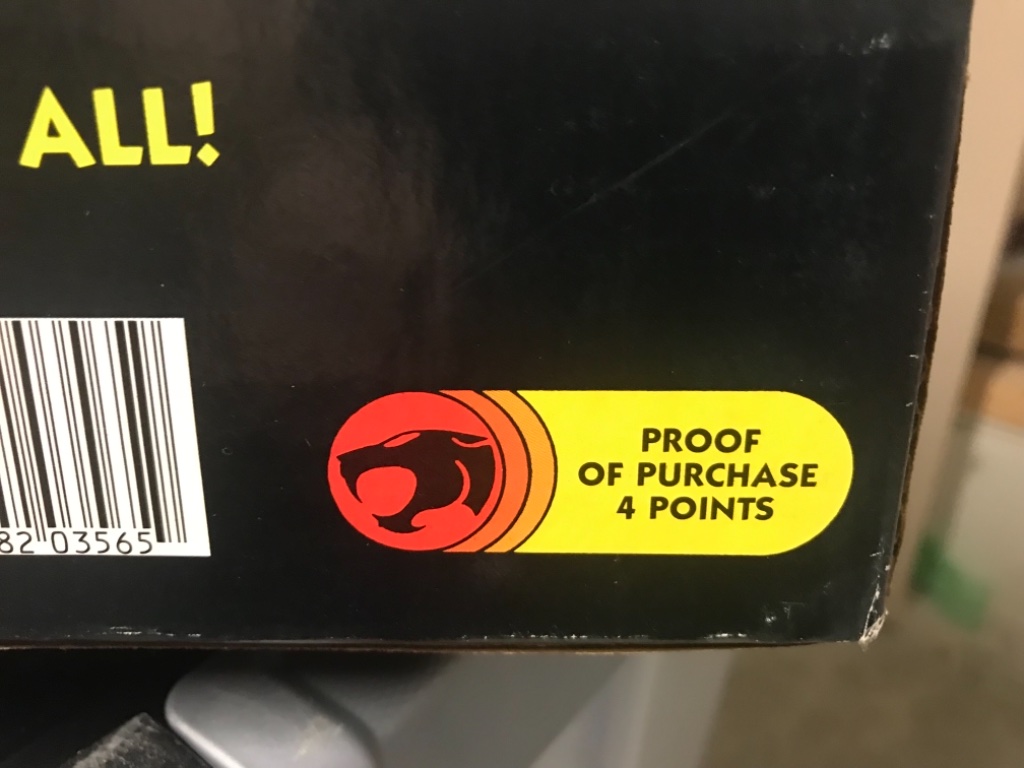 ALL!
82 03565
PROOF
OF PURCHASE
4 POINTS